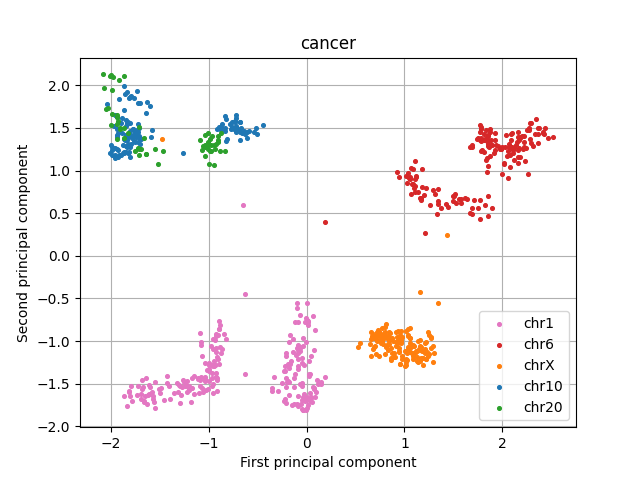 cancer
Second principal component
2.0
1.5
1.0
0.5
0.0
−0.5
−1.0
−1.5
−2.0
chr1
chr6
chrX
chr10
chr20
−2 −1 0 1 2
First principal component